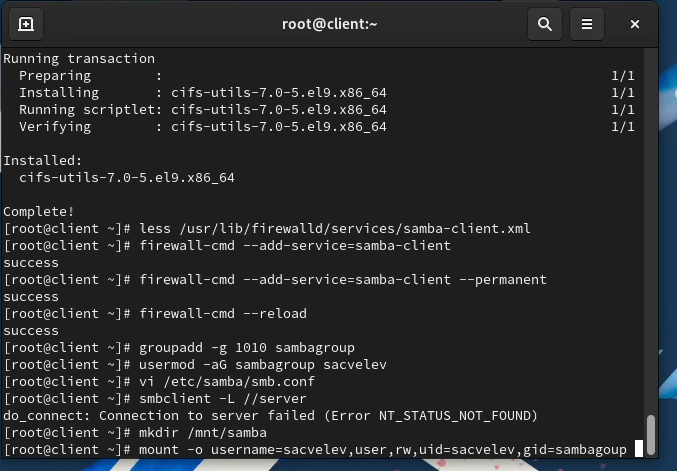 root@client:~
Running transaction
  Preparing        :                                                        1/1
  Installing       : cifs-utils-7.0-5.el9.x86_64                            1/1
  Running scriptlet: cifs-utils-7.0-5.el9.x86_64                            1/1
  Verifying        : cifs-utils-7.0-5.el9.x86_64                            1/1
Installed:
  cifs-utils-7.0-5.el9.x86_64
Complete!
[root@client ~]# less /usr/lib/firewalld/services/samba-client.xml
[root@client ~]# firewall-cmd --add-service=samba-client
success
[root@client ~]# firewall-cmd --add-service=samba-client --permanent
success
[root@client ~]# firewall-cmd --reload
success
[root@client ~]# groupadd -g 1010 sambagroup
[root@client ~]# usermod -aG sambagroup sacvelev
[root@client ~]# vi /etc/samba/smb.conf
[root@client ~]# smbclient -L //server
do_connect: Connection to server failed (Error NT_STATUS_NOT_FOUND)
[root@client ~]# mkdir /mnt/samba
[root@client ~]# mount -o username=sacvelev,user,rw,uid=sacvelev,gid=sambagoup